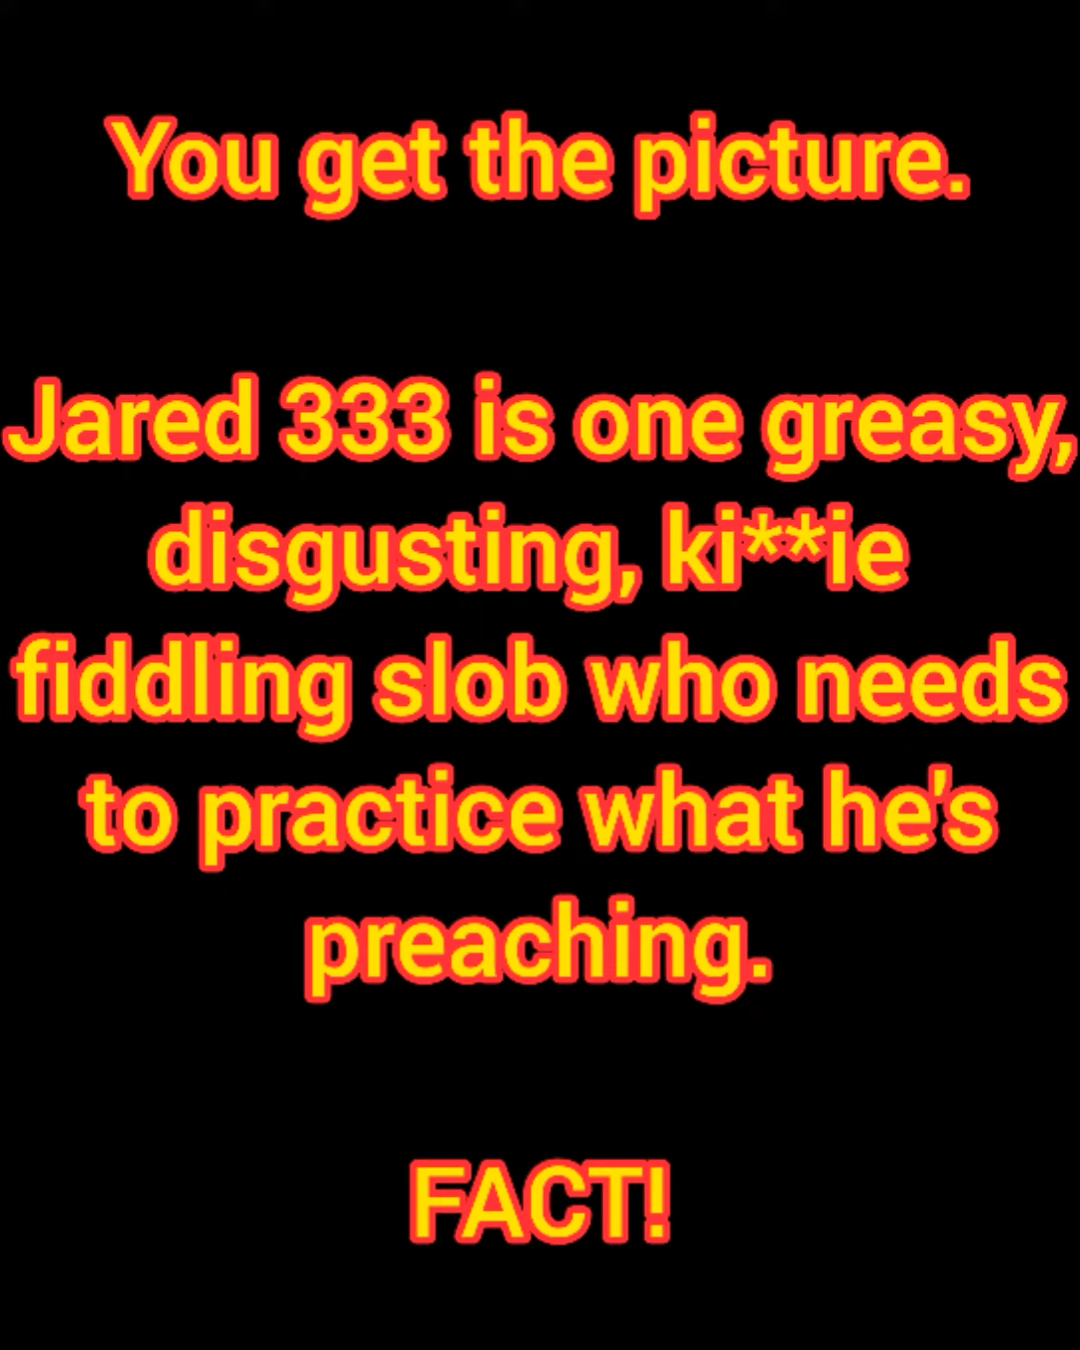 You get the picture.
Jared 333 is one greasy,
disgusting, ki**ie
fiddling slob who needs
to practice what he's
preaching.
FACT!